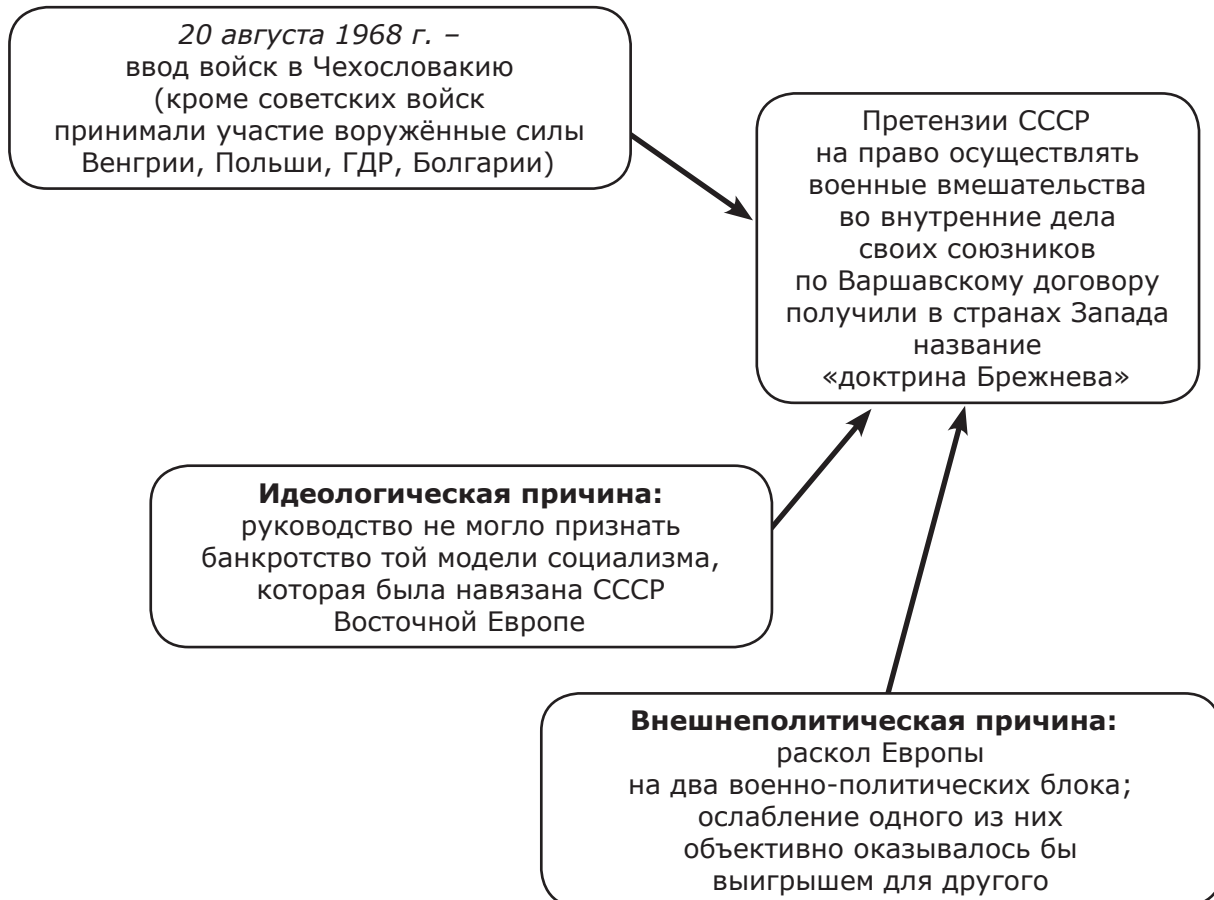 20 августа 1968 г. –
ввод войск в Чехословакию
(кроме советских войск
принимали участие воружённые силы
Венгрии, Польши, ГДР, Болгарии)
Претензии СССР
на право осуществлять
военные вмешательства
во внутренние дела
своих союзников
по Варшавскому договору
получили в странах Запада
название
«доктрина Брежнева»
Идеологическая причина:
руководство не могло признать
банкротство той модели социализма,
которая была навязана СССР
Восточной Европе
Внешнеполитическая причина:
раскол Европы
на два военно-политических блока;
ослабление одного из них
объективно оказывалось бы
выигрышем для другого